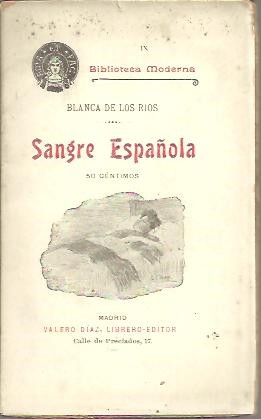 IX
Biblioteca Moderna
BLANCA DE LOS RIOS
Sangre Española
50 CÉNTIMOS
MADRID
VALERO DÍAZ, LIBRERO-EDITOR
Calle de Preciados, 17.